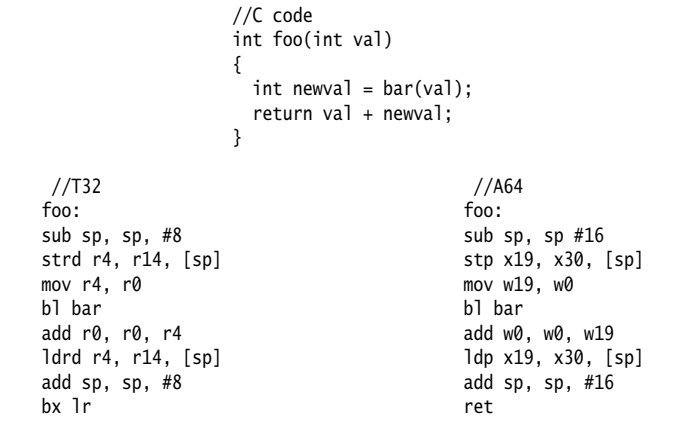 //C code
int foo(int val)
{
int newval = bar(val);
return val + newval;
}
//T32
foo:
sub sp, sp, #8
strd r4, r14, [sp]
mov r4, r0
bl bar
add r0, r0, r4
ldrd r4, r14, [sp]
add sp, sp, #8
bx lr
//A64
foo:
sub sp, sp #16
stp x19, x30, [sp]
mov w19, w0
bl bar
add w0, w0, w19
ldp x19, x30, [sp]
add sp, sp, #16
ret